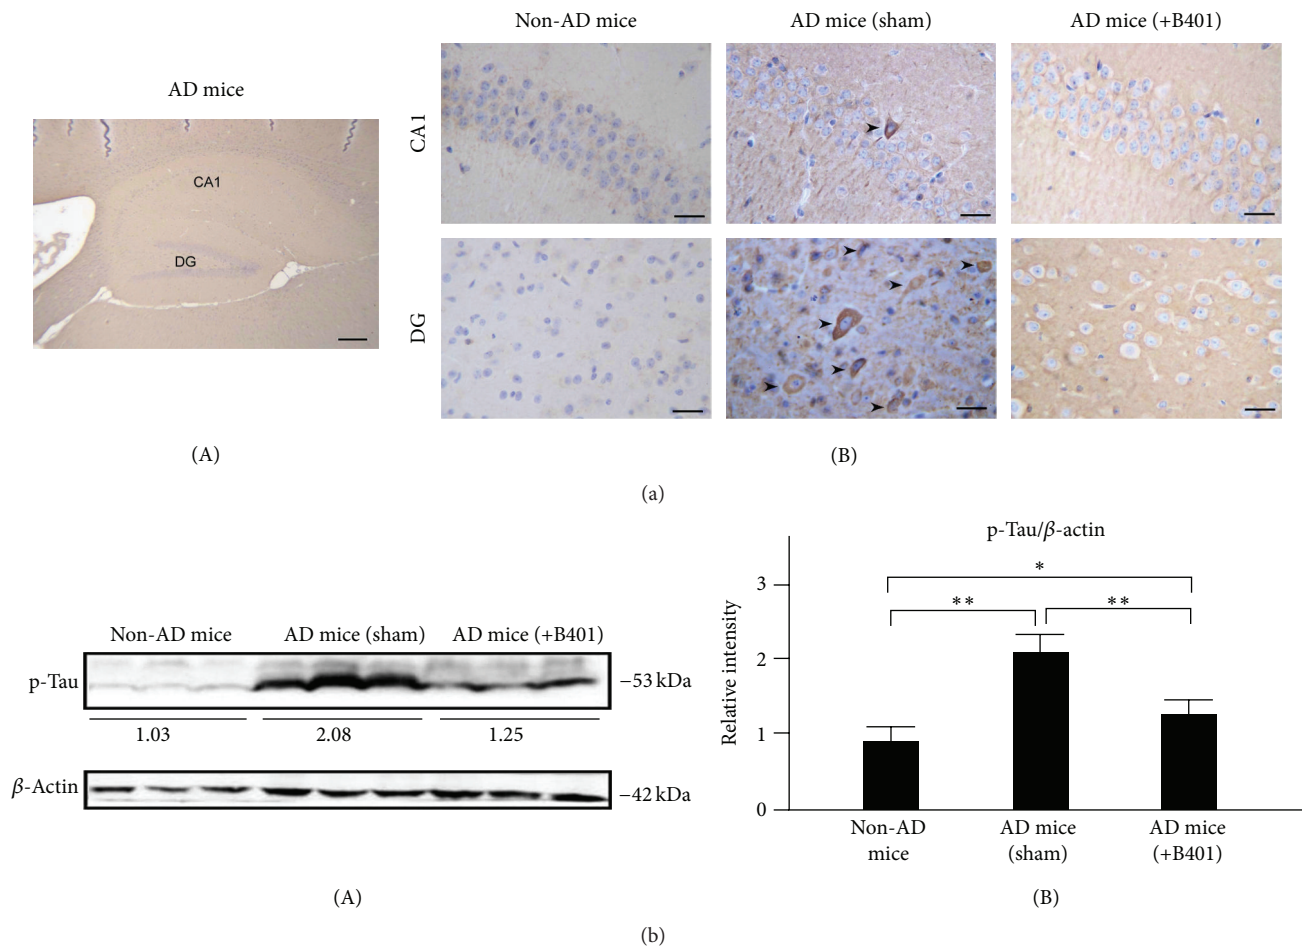 Non-AD mice
AD mice (sham)
AD mice (+B401)
AD mice
CA1
DG
CA1
DG
(A)
(B)
(a)
Non-AD mice
AD mice (sham)
AD mice (+B401)
p-Tau
−53 kDa
1.03
2.08
1.25
β-Actin
−42 kDa
(A)
p-Tau/β-actin
Relative intensity
3
2
1
0
*
**
**
Non-AD
mice
AD mice
(sham)
AD mice
(+B401)
(B)
(b)